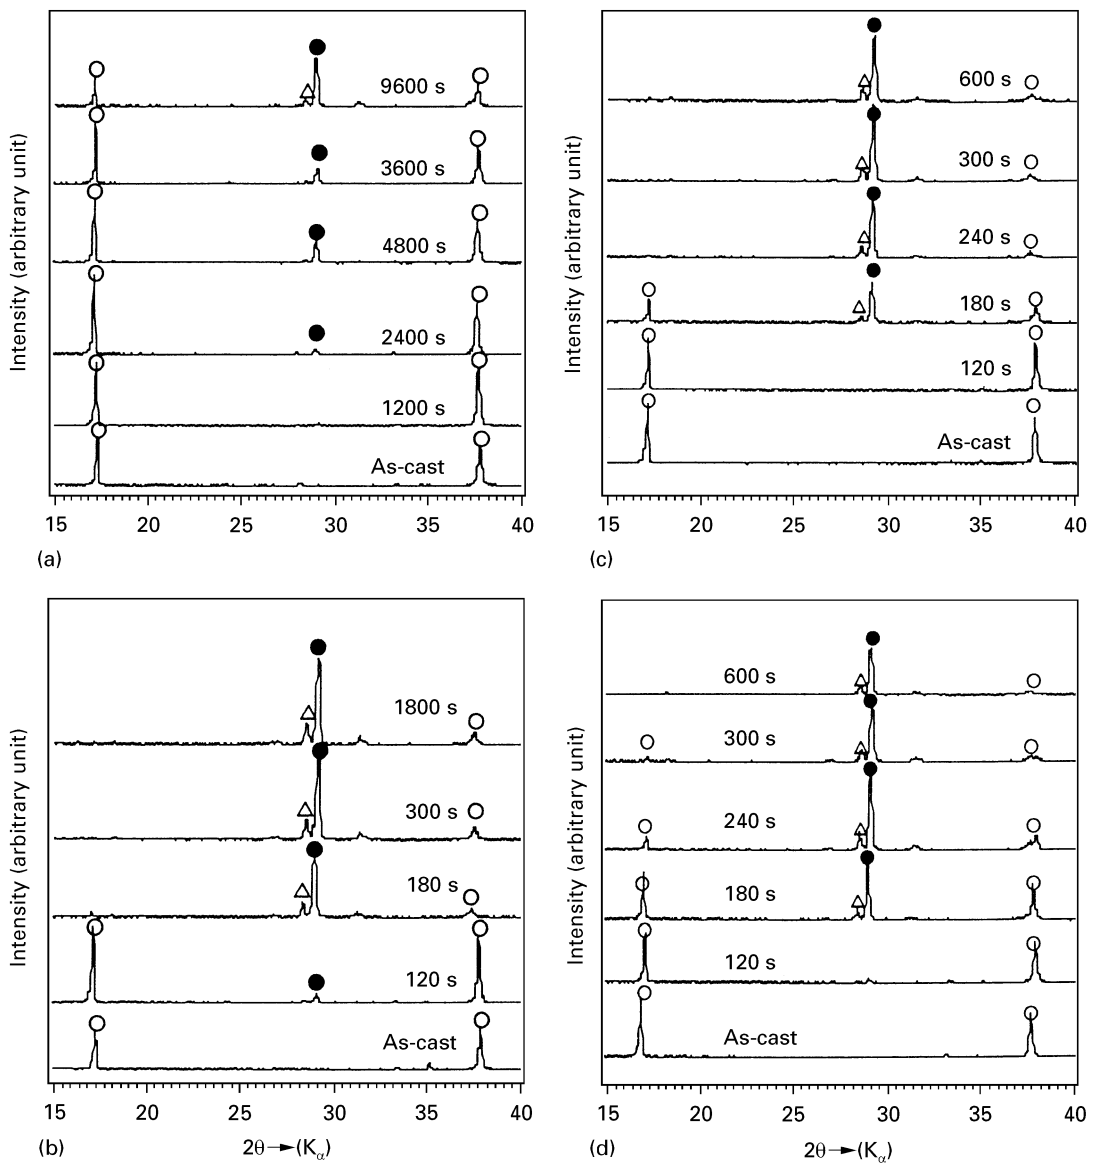 Intensity (arbitrary unit)
9600 s
3600 s
4800 s
2400 s
1200 s
As-cast
15 20 25 30 35 40
(a)
Intensity (arbitrary unit)
600 s
300 s
240 s
180 s
120 s
As-cast
15 20 25 30 35 40
(c)
Intensity (arbitrary unit)
1800 s
300 s
180 s
120 s
As-cast
15 20 25 30 35 40
(b) 2θ→(Kα)
Intensity (arbitrary unit)
600 s
300 s
240 s
180 s
120 s
As-cast
15 20 25 30 35 40
(d) 2θ→(Kα)